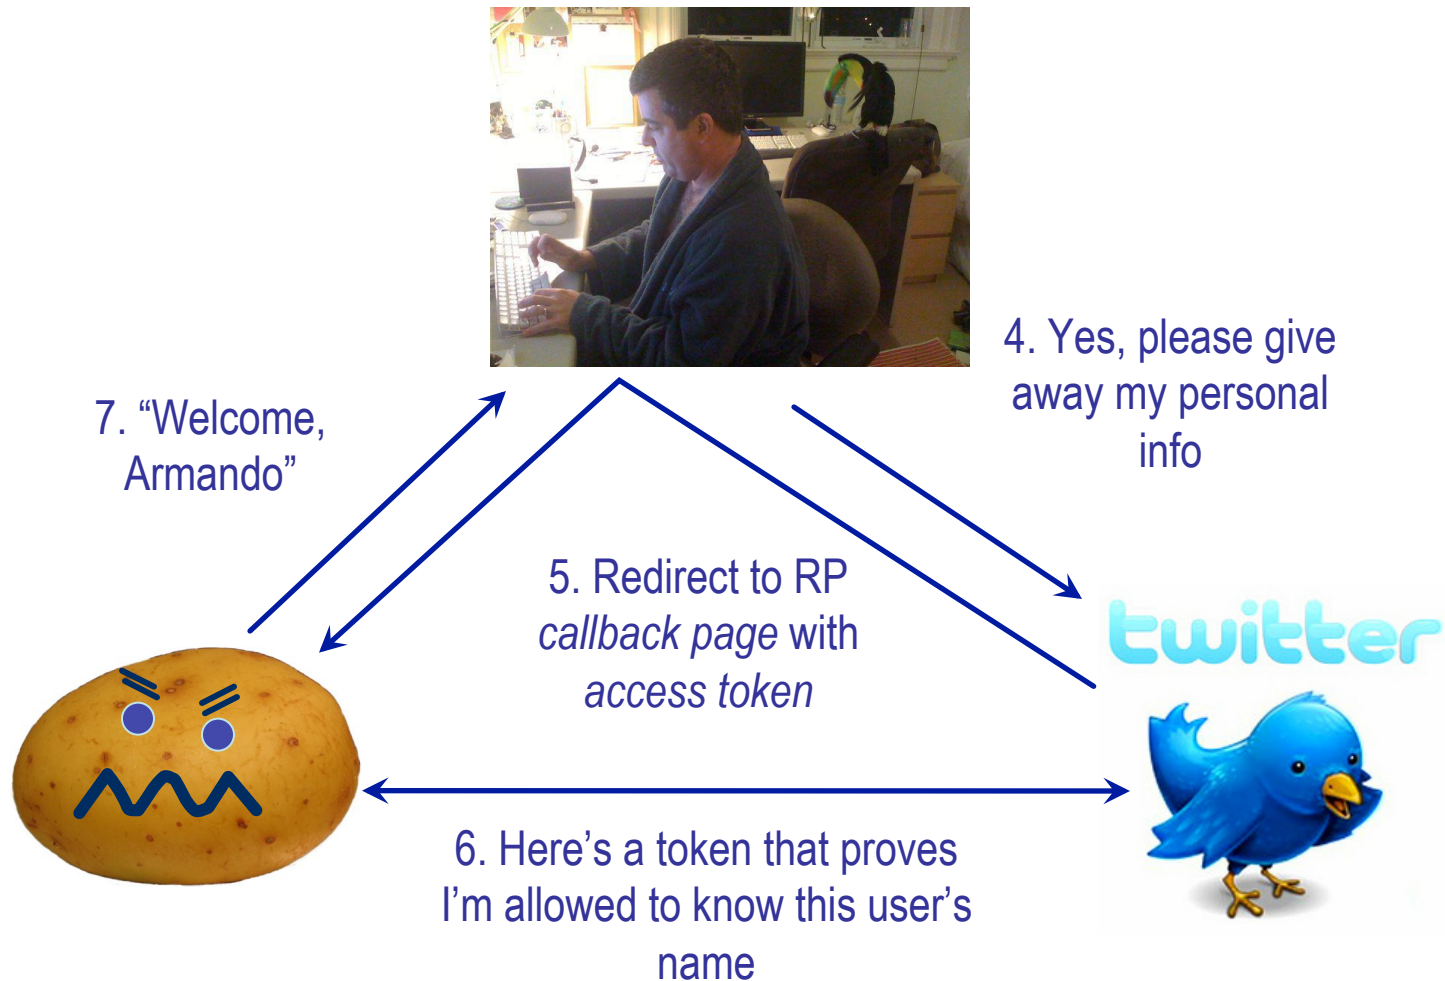 4. Yes, please give
away my personal
info
7. “Welcome,
Armando”
5. Redirect to RP
callback page with
access token
twitter
6. Here’s a token that proves
I’m allowed to know this user’s
name